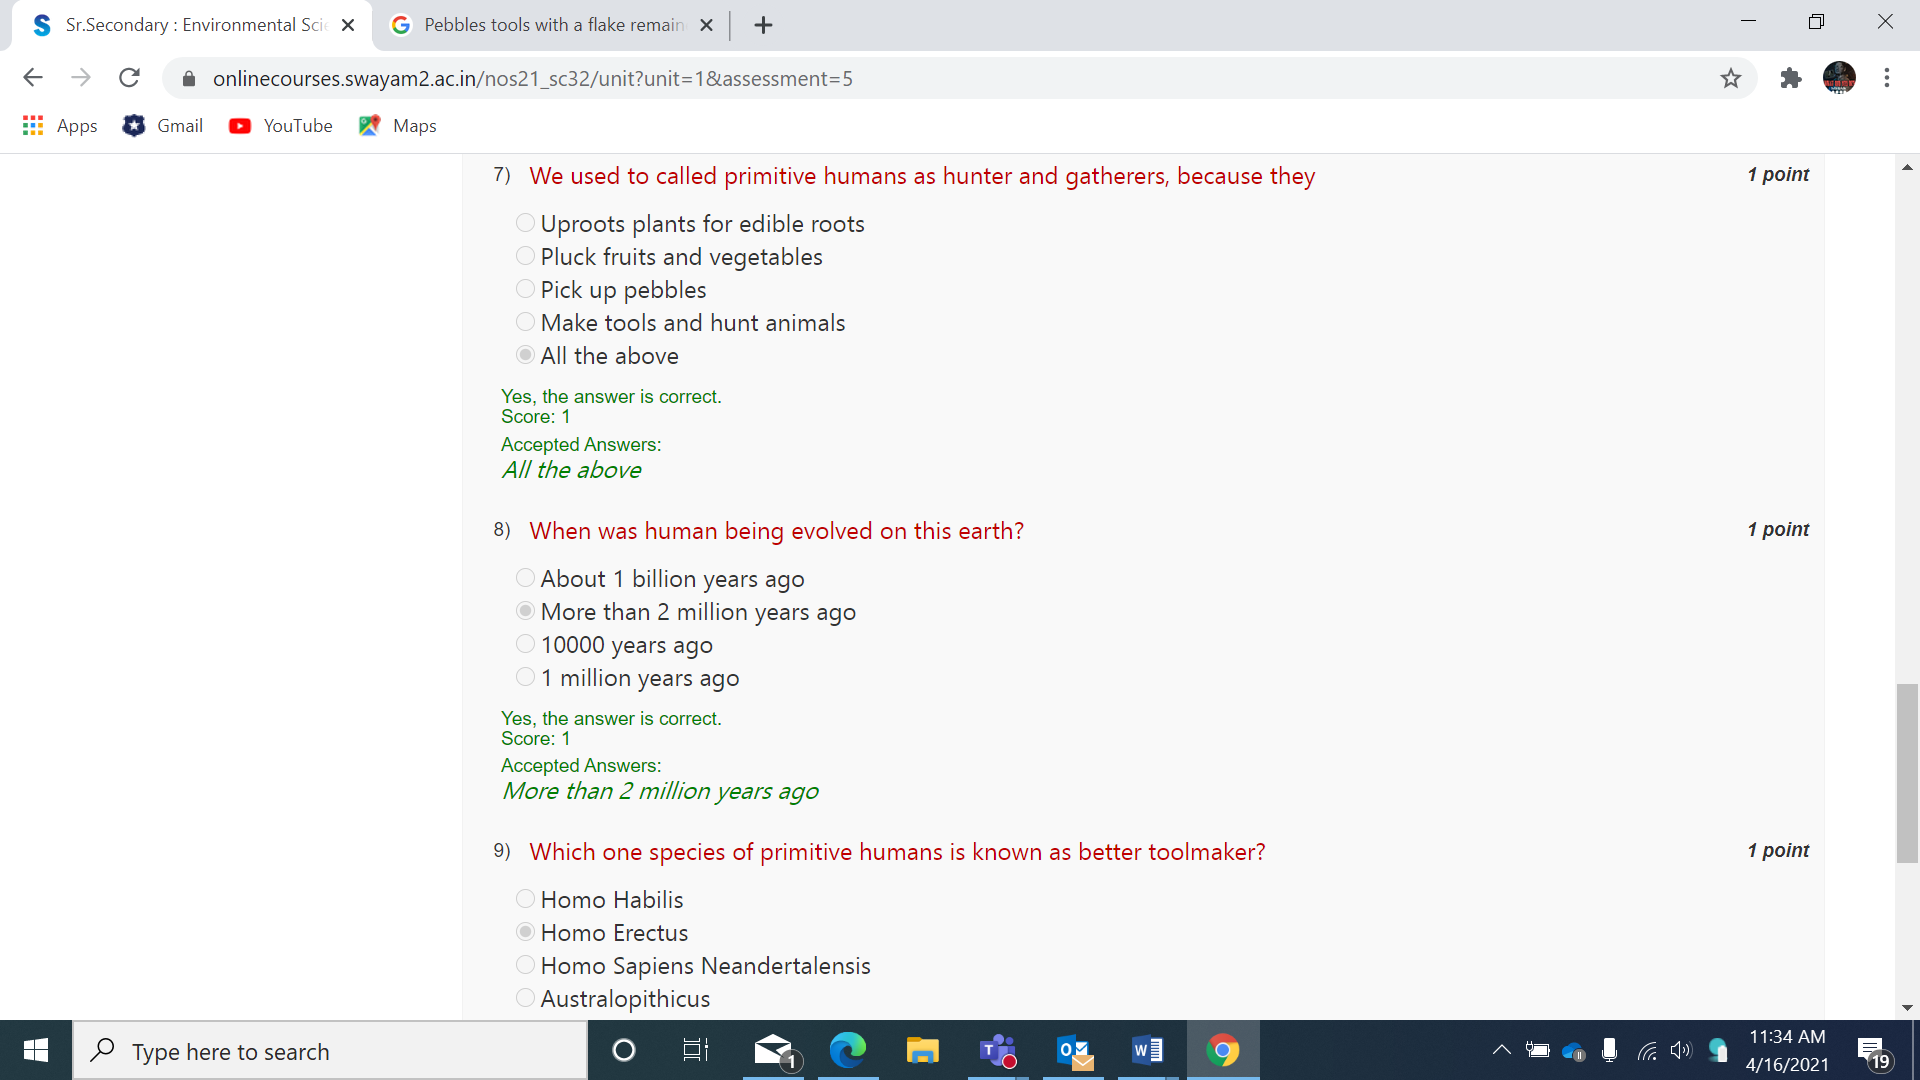 Sr.Secondary : Environmental Scie
Pebbles tools with a flake remain
onlinecourses.swayam2.ac.in/nos21_sc32/unit?unit=1&assessment=5
Apps
Gmail
YouTube
Maps
7) We used to called primitive humans as hunter and gatherers, because they 1 point
Uproots plants for edible roots
Pluck fruits and vegetables
Pick up pebbles
Make tools and hunt animals
All the above
Yes, the answer is correct.
Score: 1
Accepted Answers:
All the above
8) When was human being evolved on this earth? 1 point
About 1 billion years ago
More than 2 million years ago
10000 years ago
1 million years ago
Yes, the answer is correct.
Score: 1
Accepted Answers:
More than 2 million years ago
9) Which one species of primitive humans is known as better toolmaker? 1 point
Homo Habilis
Homo Erectus
Homo Sapiens Neandertalensis
Australopithicus
Type here to search
1
11:34 AM
4/16/2021
19